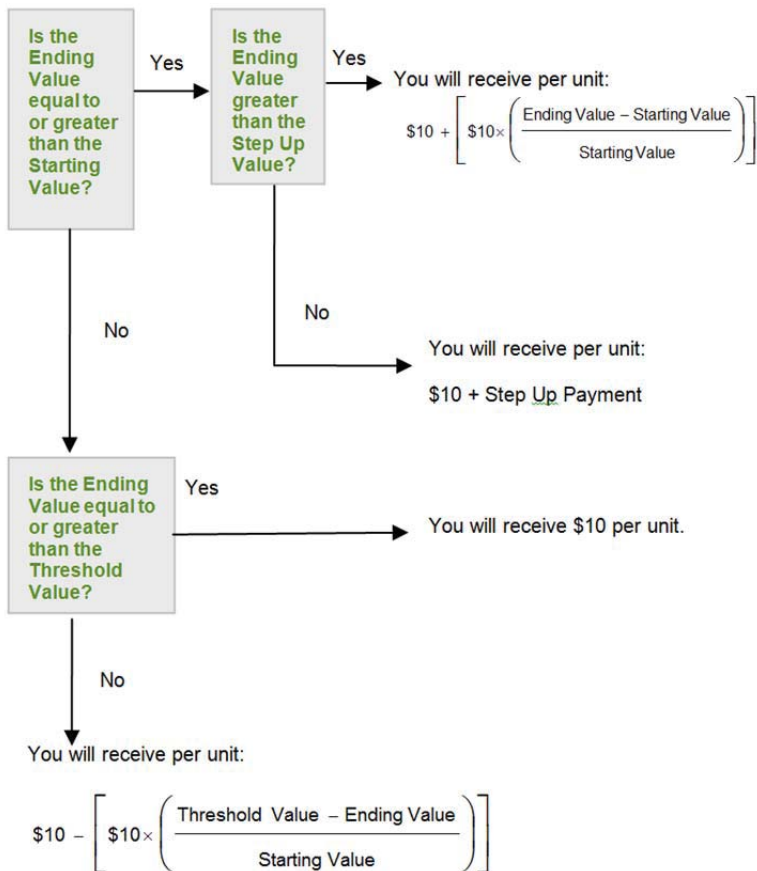 Is the
Ending
Value
equal to
or greater
than the
Starting
Value?
Yes
Is the
Ending
Value
greater
than the
Step Up
Value?
Yes
You will receive per unit:
$10 + [ $10× ( Ending Value – Starting Value
Starting Value ) ]
No
You will receive per unit:
$10 + Step Up Payment
No
Is the Ending
Value equal to
or greater
than the
Threshold
Value?
Yes
You will receive $10 per unit.
No
You will receive per unit:
$10 – [ $10× ( Threshold Value – Ending Value
Starting Value ) ]